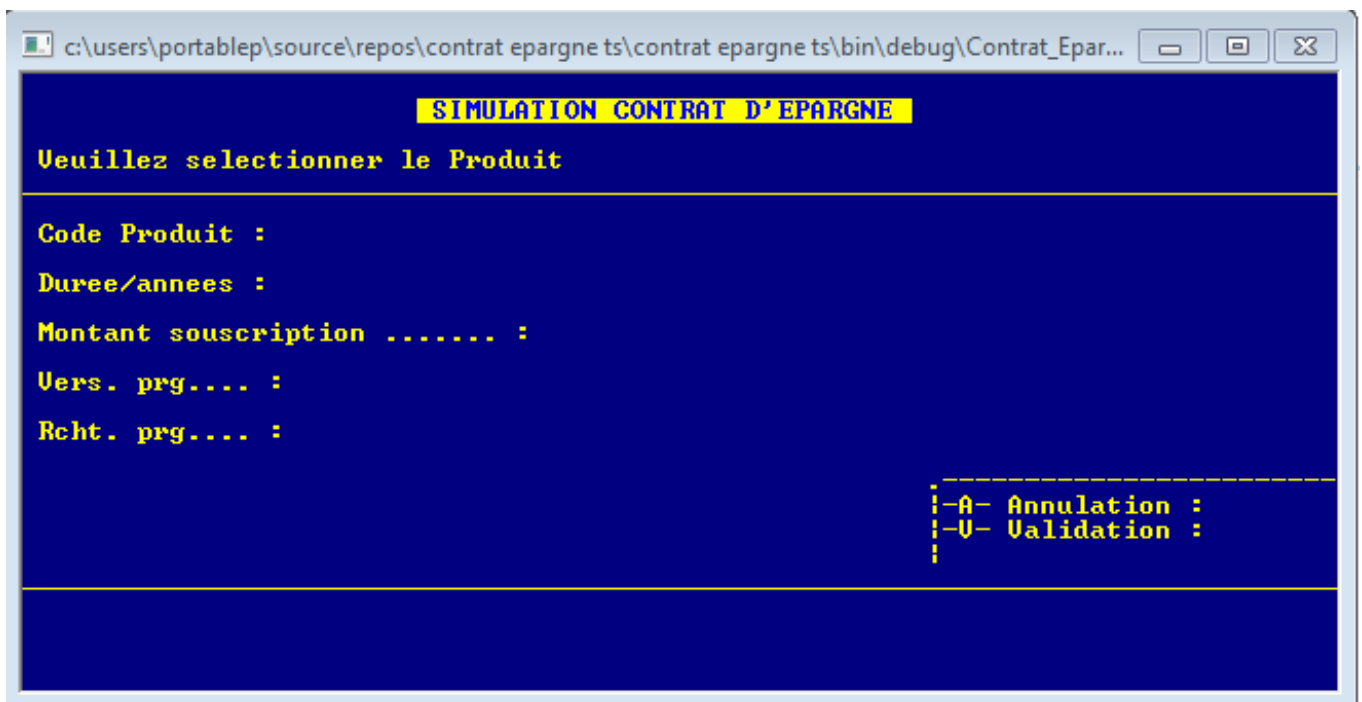 c:\users\portablep\source\repos\contrat epargne ts\contrat epargne ts\bin\debug\Contrat_Epar...
SIMULATION CONTRAT D'EPARGNE
Veuillez selectionner le Produit
Code Produit :
Duree/annees :
Montant souscription ....... :
Vers. prg.... :
Rcht. prg.... :
-A- Annulation :
-V- Validation :